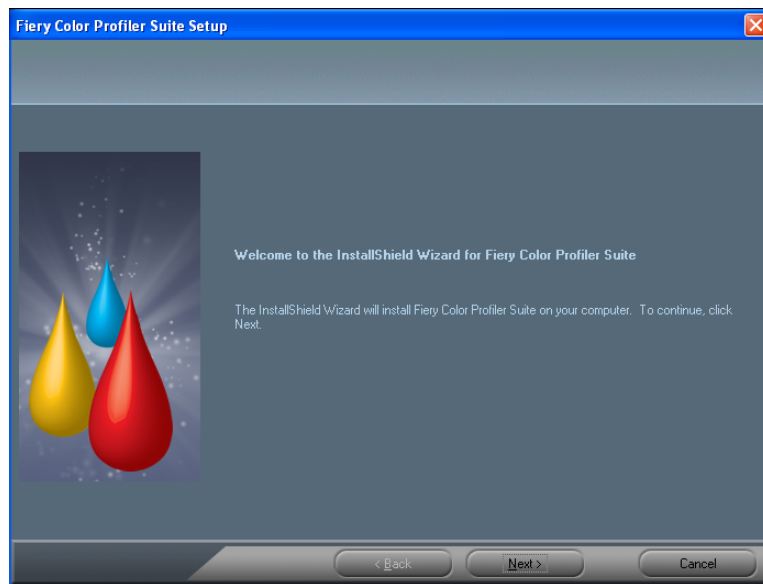 Fiery Color Profiler Suite Setup
Welcome to the InstallShield Wizard for Fiery Color Profiler Suite
The InstallShield Wizard will install Fiery Color Profiler Suite on your computer. To continue, click
Next.
< Back
Next >
Cancel